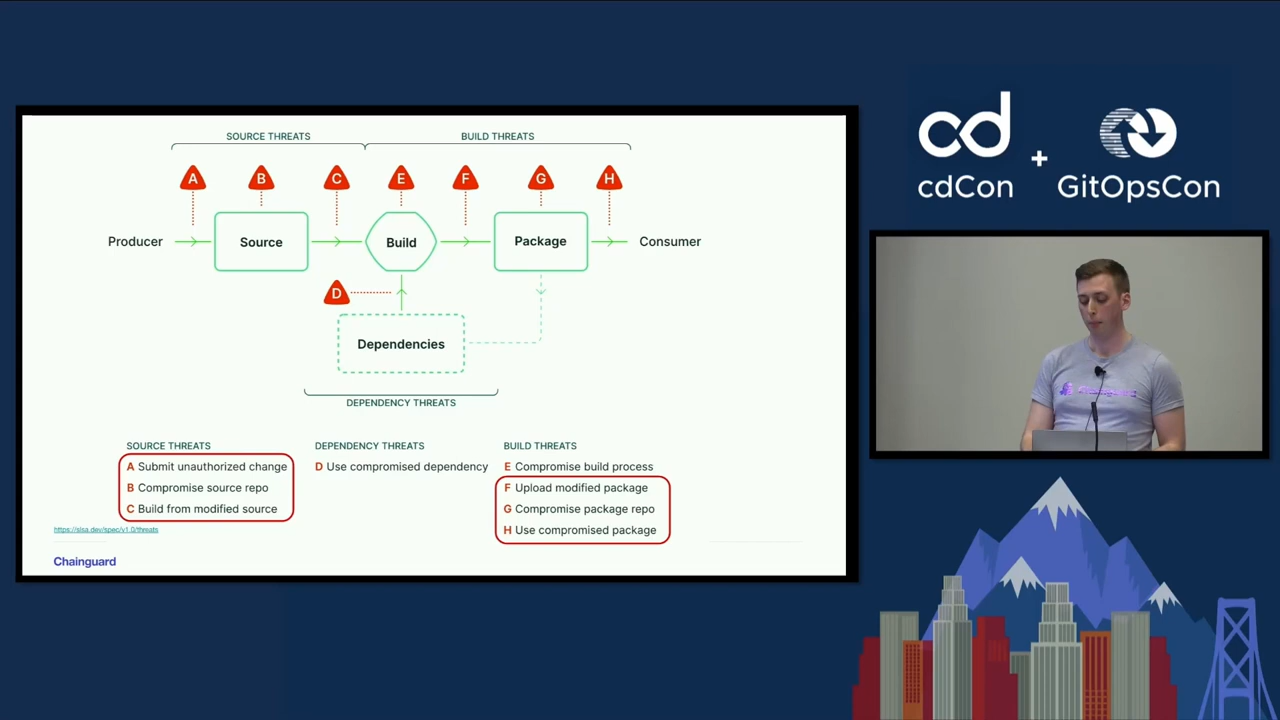 SOURCE THREATS
BUILD THREATS
A
B
C
E
F
G
H
Producer
Source
Build
Package
Consumer
D
Dependencies
DEPENDENCY THREATS
SOURCE THREATS
A Submit unauthorized change
B Compromise source repo
C Build from modified source
DEPENDENCY THREATS
D Use compromised dependency
BUILD THREATS
E Compromise build process
F Upload modified package
G Compromise package repo
H Use compromised package
https://slsa.dev/spec/v1.0/threats
Chainguard
cd
cdCon
+
GitOpsCon
Chainguard